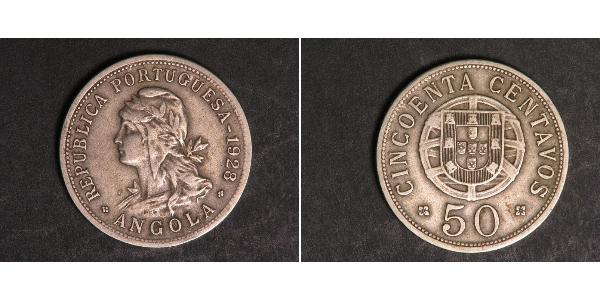 REPUBLICA PORTUGUESA-1928
ANGOLA
CINCOENTA CENTAVOS
50